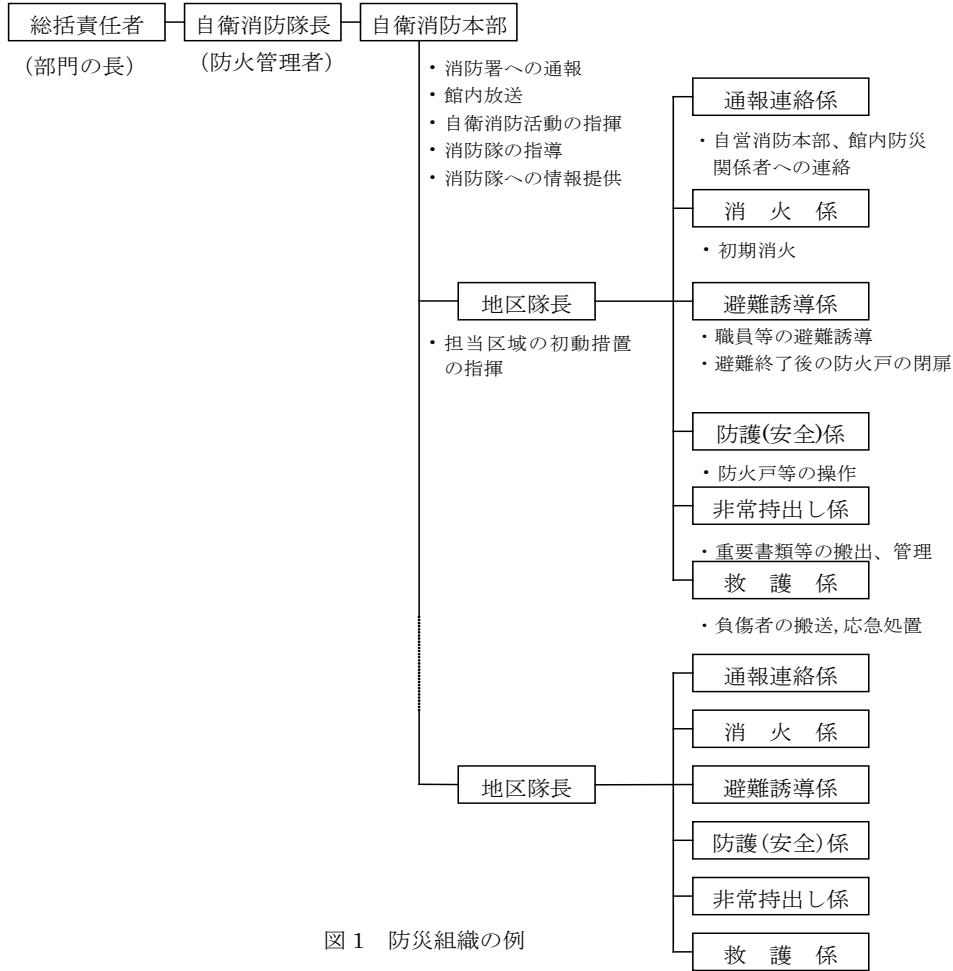 総括責任者
自衛消防隊長
自衛消防本部
(部門の長)
(防火管理者)
・消防署への通報
・館内放送
・自衛消防活動の指揮
・消防隊の指導
・消防隊への情報提供
通報連絡係
・自営消防本部、館内防災
関係者への連絡
消 火 係
・初期消火
地区隊長
・担当区域の初動措置
の指揮
避難誘導係
・職員等の避難誘導
・避難終了後の防火戸の閉扉
防護(安全)係
・防火戸等の操作
非常持出し係
・重要書類等の搬出、管理
救 護 係
・負傷者の搬送,応急処置
通報連絡係
消 火 係
地区隊長
避難誘導係
防護(安全)係
非常持出し係
救 護 係
図1 防災組織の例